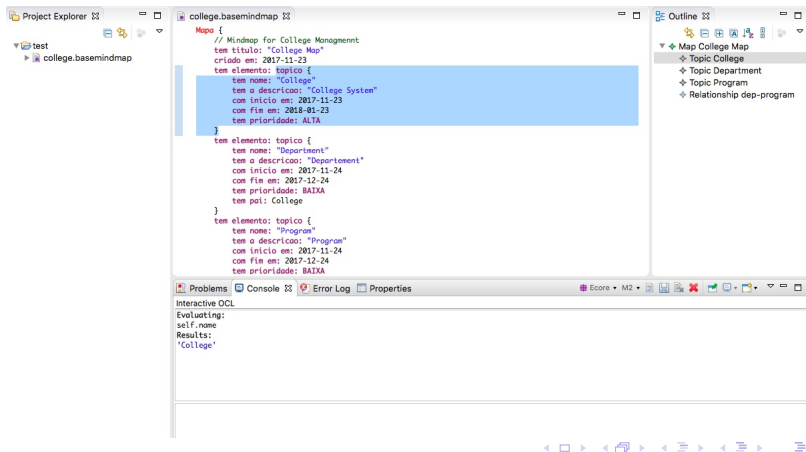 Project Explorer
test
college.basemindmap
college.basemindmap
Mapa {
// Mindmap for College Managmennt
tem titulo: "College Map"
criado em: 2017-11-23
tem elemento: topico {
tem nome: "College"
tem a descricao: "College System"
com inicio em: 2017-11-23
com fim em: 2018-01-23
tem prioridade: ALTA
}
tem elemento: topico {
tem nome: "Department"
tem a descricao: "Departement"
com inicio em: 2017-11-24
com fim em: 2017-12-24
tem prioridade: BAIXA
tem pai: College
}
tem elemento: topico {
tem nome: "Program"
tem a descricao: "Program"
com inicio em: 2017-11-24
com fim em: 2017-12-24
tem prioridade: BAIXA
Outline
Map College Map
Topic College
Topic Department
Topic Program
Relationship dep-program
Problems Console Error Log Properties
Ecore M2
Interactive OCL
Evaluating:
self.name
Results:
'College'